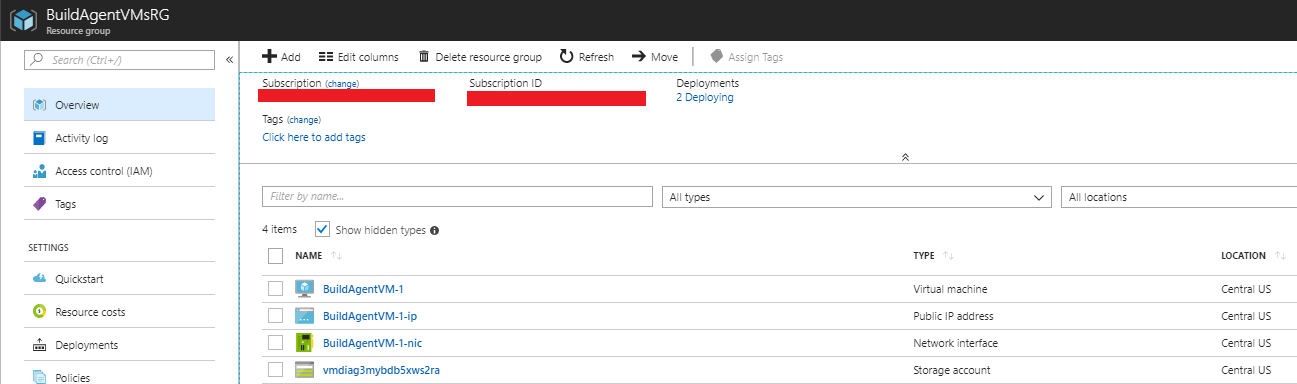 BuildAgentVMsRG
Resource group
Search (Ctrl+/)
«
Overview
Activity log
Access control (IAM)
Tags
SETTINGS
Quickstart
Resource costs
Deployments
Policies
Add Edit columns Delete resource group Refresh Move Assign Tags
Subscription (change) Subscription ID Deployments
2 Deploying
Tags (change)
Click here to add tags
Filter by name... All types All locations
4 items Show hidden types
NAME TYPE LOCATION
BuildAgentVM-1 Virtual machine Central US
BuildAgentVM-1-ip Public IP address Central US
BuildAgentVM-1-nic Network interface Central US
vmdiag3mybdb5xws2ra Storage account Central US